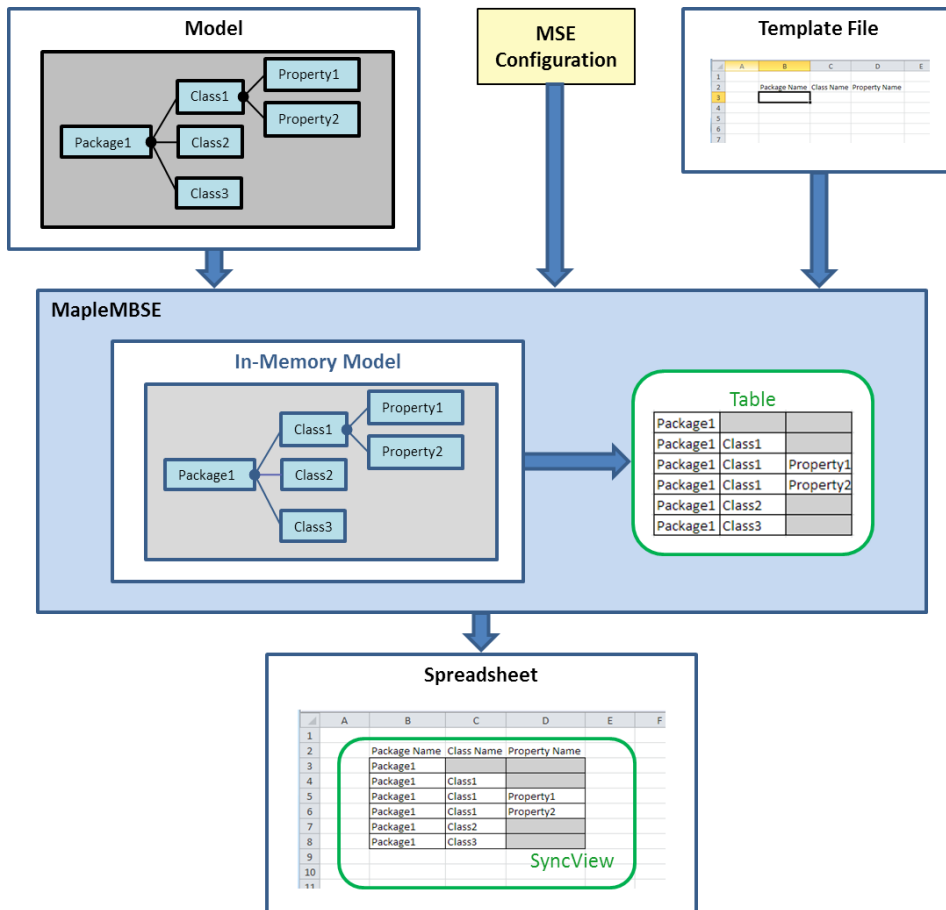 Model
Property1
Class1
Property2
Package1
Class2
Class3
MSE
Configuration
Template File
A B C D E
1
2 Package Name Class Name Property Name
3
4
5
6
7
MapleMBSE
In-Memory Model
Property1
Class1
Property2
Package1
Class2
Class3
Table
Package1
Package1 Class1
Package1 Class1 Property1
Package1 Class1 Property2
Package1 Class2
Package1 Class3
Spreadsheet
A B C D E F
1
2 Package Name Class Name Property Name
3 Package1
4 Package1 Class1
5 Package1 Class1 Property1
6 Package1 Class1 Property2
7 Package1 Class2
8 Package1 Class3
9
SyncView
10
11